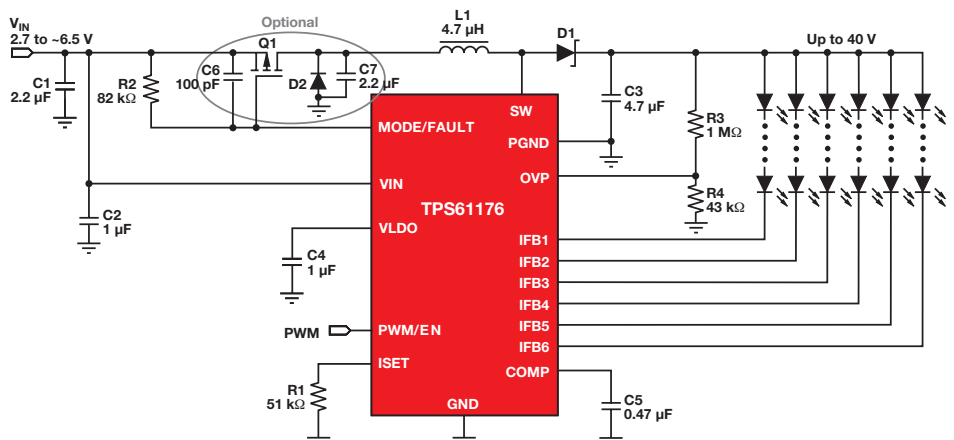 V_IN
2.7 to ~6.5 V
Optional
Q1
L1
4.7 µH
D1
Up to 40 V
C1
2.2 µF
R2
82 kΩ
C6
100 pF
D2
C7
2.2 µF
C3
4.7 µF
R3
1 MΩ
R4
43 kΩ
C2
1 µF
C4
1 µF
PWM
R1
51 kΩ
C5
0.47 µF
TPS61176
MODE/FAULT
VIN
VLDO
PWM/EN
ISET
GND
SW
PGND
OVP
IFB1
IFB2
IFB3
IFB4
IFB5
IFB6
COMP